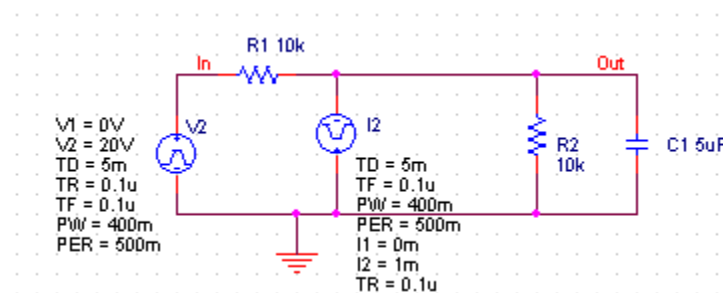 R1 10k
In
Out
V1 = 0V
V2 = 20V
TD = 5m
TR = 0.1u
TF = 0.1u
PW = 400m
PER = 500m
V2
I2
TD = 5m
TF = 0.1u
PW = 400m
PER = 500m
I1 = 0m
I2 = 1m
TR = 0.1u
R2
10k
C1 5uF